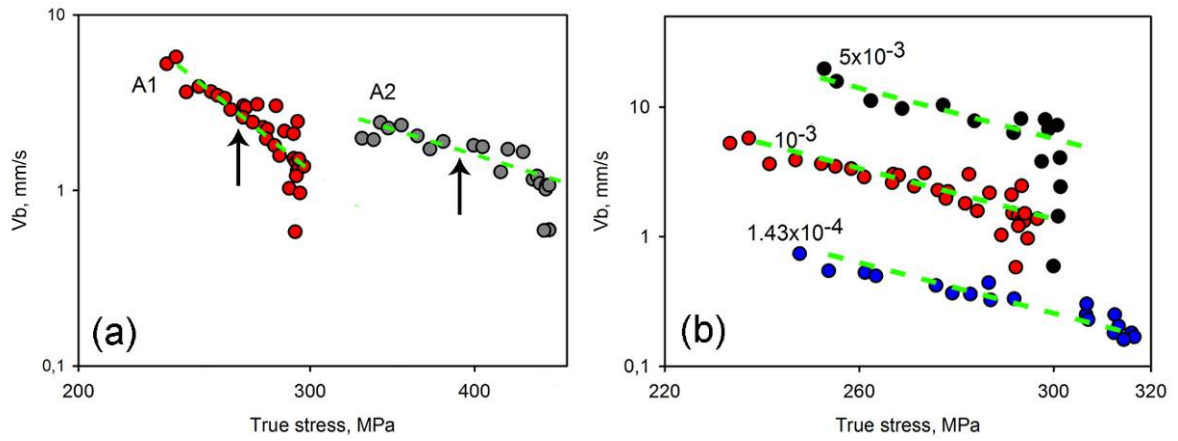 10
A1
A2
Vb, mm/s
1
(a)
0,1
200
300
400
True stress, MPa
5x10⁻³
10
10⁻³
Vb, mm/s
1
1.43x10⁻⁴
(b)
0,1
220
260
300
320
True stress, MPa